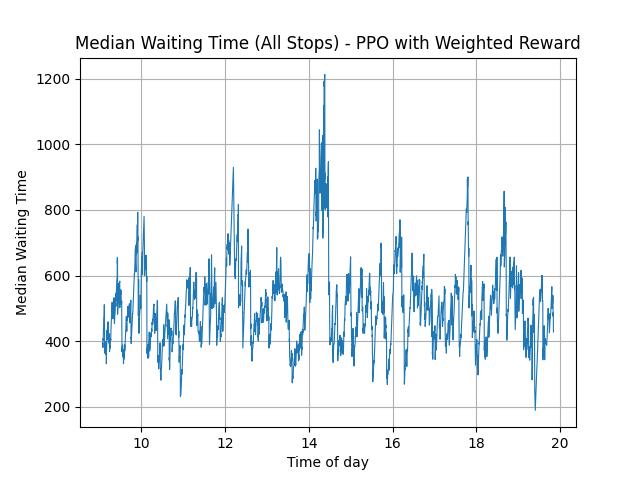 Median Waiting Time (All Stops) - PPO with Weighted Reward
1200
1000
800
600
400
200
Median Waiting Time
10 12 14 16 18 20
Time of day